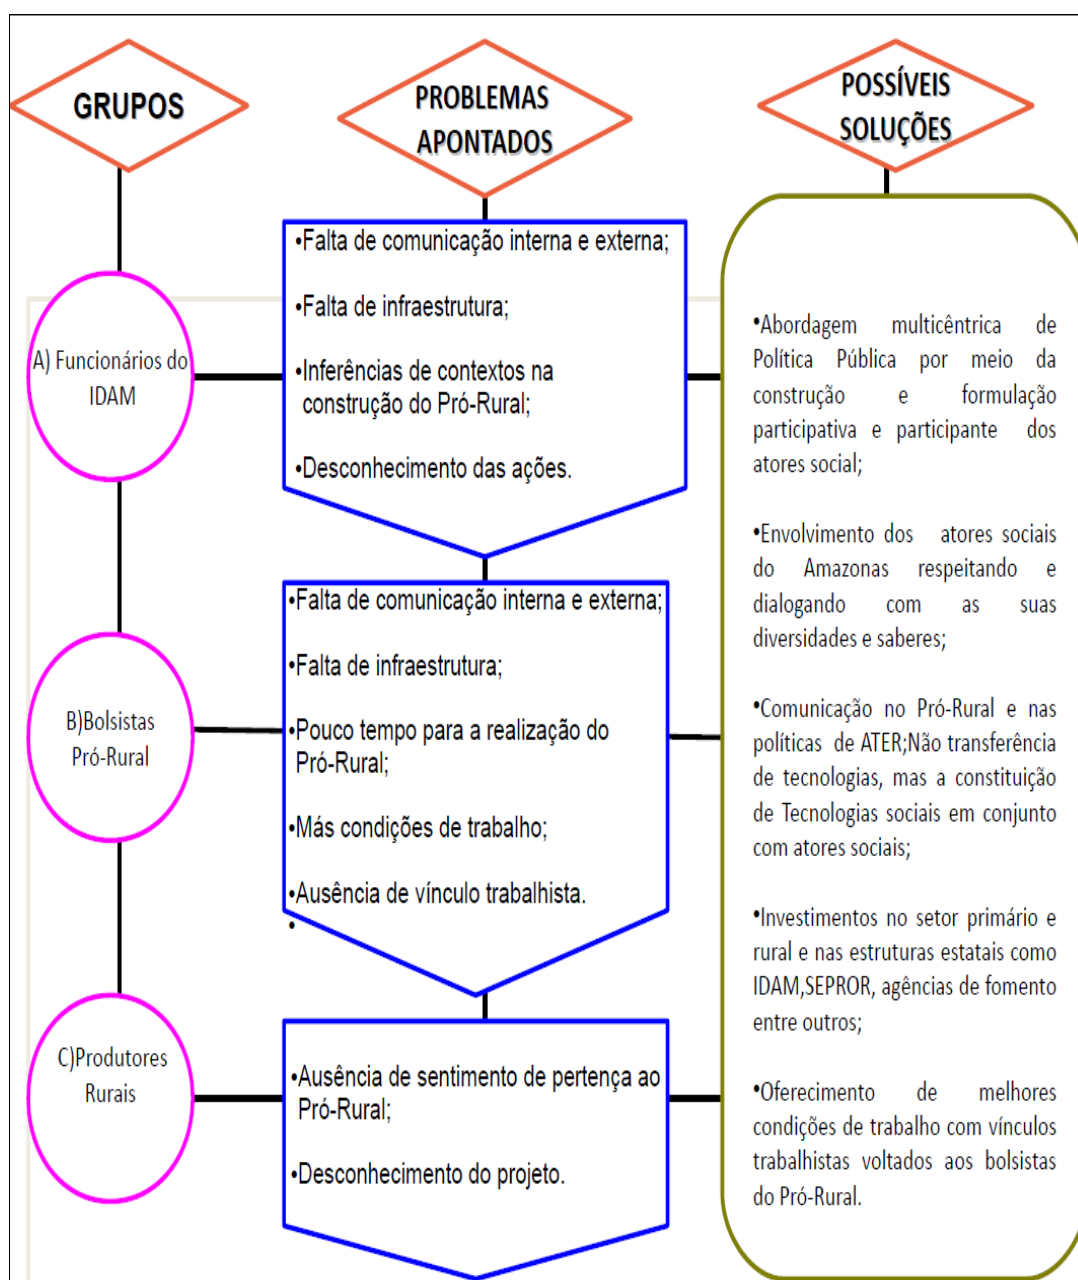 GRUPOS
PROBLEMAS
APONTADOS
POSSÍVEIS
SOLUÇÕES
A) Funcionários do
IDAM
•Falta de comunicação interna e externa;
•Falta de infraestrutura;
•Inferências de contextos na
construção do Pró-Rural;
•Desconhecimento das ações.
B)Bolsistas
Pró-Rural
•Falta de comunicação interna e externa;
•Falta de infraestrutura;
•Pouco tempo para a realização do
Pró-Rural;
•Más condições de trabalho;
•Ausência de vínculo trabalhista.
•
C)Produtores
Rurais
•Ausência de sentimento de pertença ao
Pró-Rural;
•Desconhecimento do projeto.
•Abordagem multicêntrica de
Política Pública por meio da
construção e formulação
participativa e participante dos
atores social;
•Envolvimento dos atores sociais
do Amazonas respeitando e
dialogando com as suas
diversidades e saberes;
•Comunicação no Pró-Rural e nas
políticas de ATER;Não transferência
de tecnologias, mas a constituição
de Tecnologias sociais em conjunto
com atores sociais;
•Investimentos no setor primário e
rural e nas estruturas estatais como
IDAM,SEPROR, agências de fomento
entre outros;
•Oferecimento de melhores
condições de trabalho com vínculos
trabalhistas voltados aos bolsistas
do Pró-Rural.